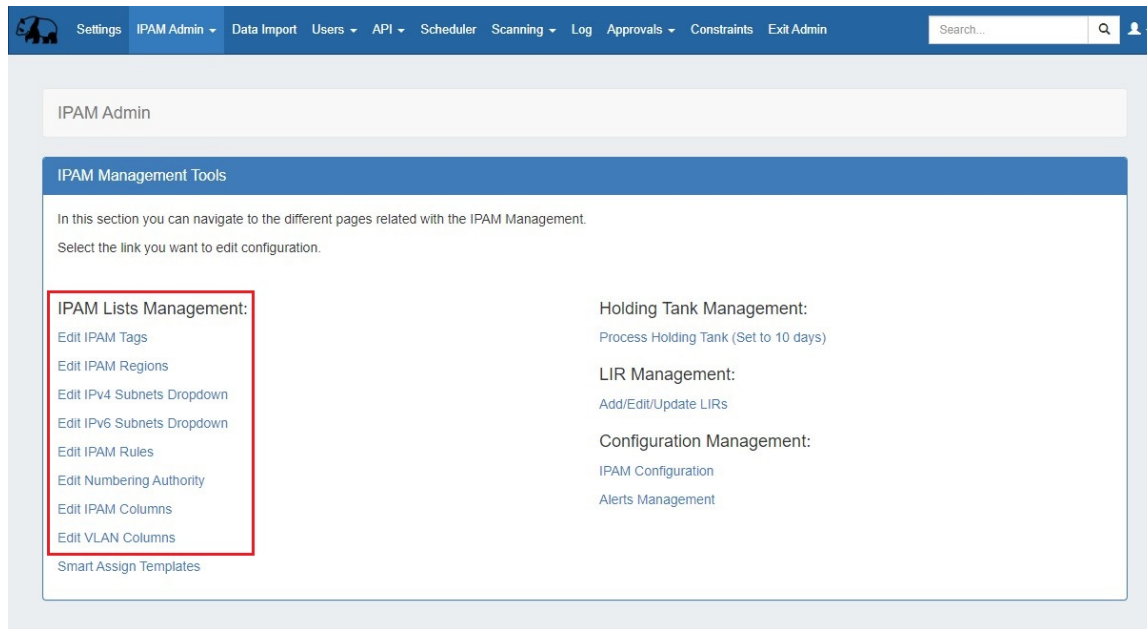 Settings IPAM Admin Data Import Users API Scheduler Scanning Log Approvals Constraints Exit Admin Search...
IPAM Admin
IPAM Management Tools
In this section you can navigate to the different pages related with the IPAM Management.
Select the link you want to edit configuration.
IPAM Lists Management:
Edit IPAM Tags
Edit IPAM Regions
Edit IPv4 Subnets Dropdown
Edit IPv6 Subnets Dropdown
Edit IPAM Rules
Edit Numbering Authority
Edit IPAM Columns
Edit VLAN Columns
Smart Assign Templates
Holding Tank Management:
Process Holding Tank (Set to 10 days)
LIR Management:
Add/Edit/Update LIRs
Configuration Management:
IPAM Configuration
Alerts Management